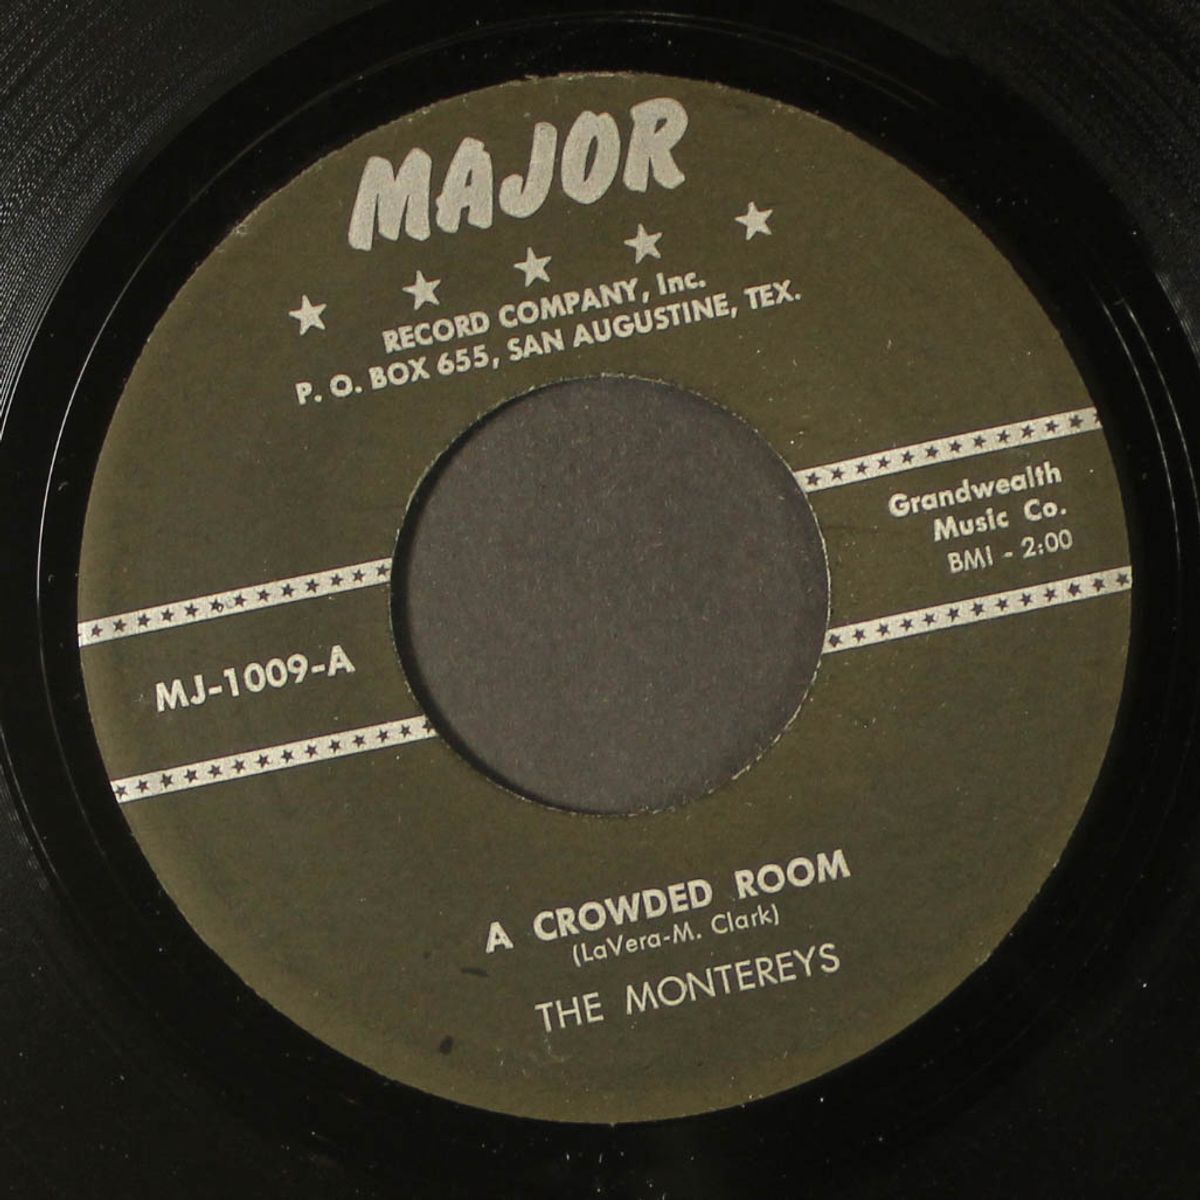 MAJOR
RECORD COMPANY, Inc.
P. O. BOX 655, SAN AUGUSTINE, TEX.
Grandwealth
Music Co.
BMI - 2:00
MJ-1009-A
A CROWDED ROOM
(LaVera-M. Clark)
THE MONTEREYS